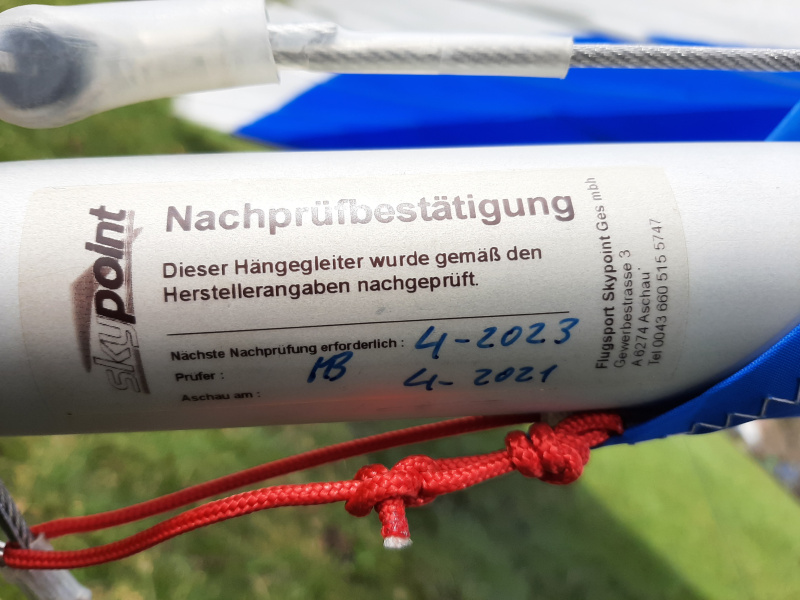 skypoint
Nachprüfbestätigung
Dieser Hängegleiter wurde gemäß den
Herstellerangaben nachgeprüft.
Nächste Nachprüfung erforderlich : 4-2023
Prüfer : HB
Aschau am : 4-2021
Flugsport Skypoint Ges mbh
Gewerbestrasse 3
A 6274 Aschau
Tel 0043 660 515 5747